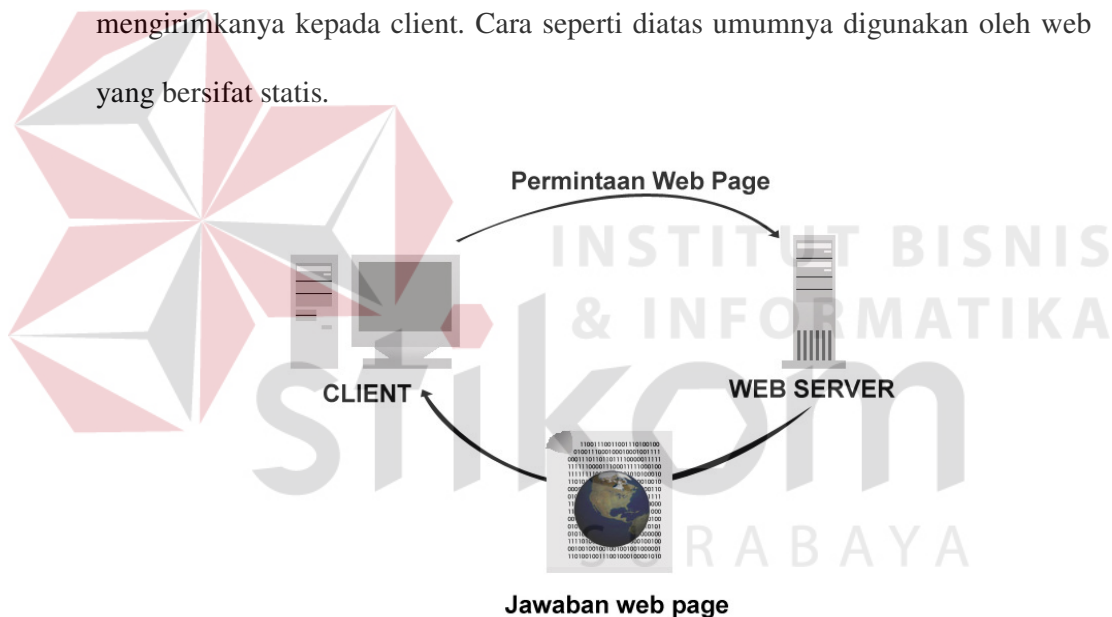 mengirimkanya kepada client. Cara seperti diatas umumnya digunakan oleh web
yang bersifat statis.
Permintaan Web Page
INSTITUT BISNIS
& INFORMATIKA
stikom
SURABAYA
CLIENT
WEB SERVER
Jawaban web page